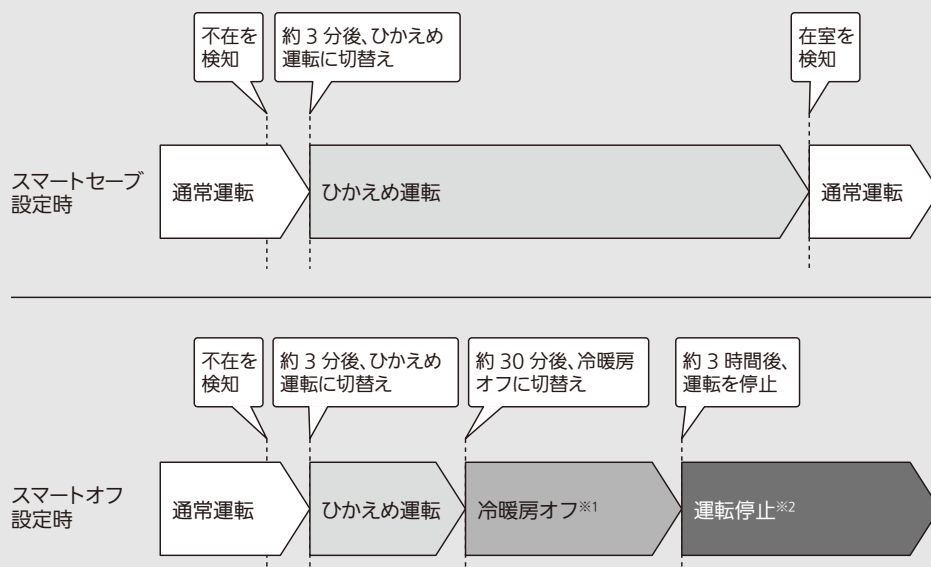 不在を
検知
約 3 分後、ひかえめ
運転に切替え
在室を
検知
スマートセーブ
設定時
通常運転
ひかえめ運転
通常運転
不在を
検知
約 3 分後、ひかえめ
運転に切替え
約 30 分後、冷暖房
オフに切替え
約 3 時間後、
運転を停止
スマートオフ
設定時
通常運転
ひかえめ運転
冷暖房オフ※1
運転停止※2